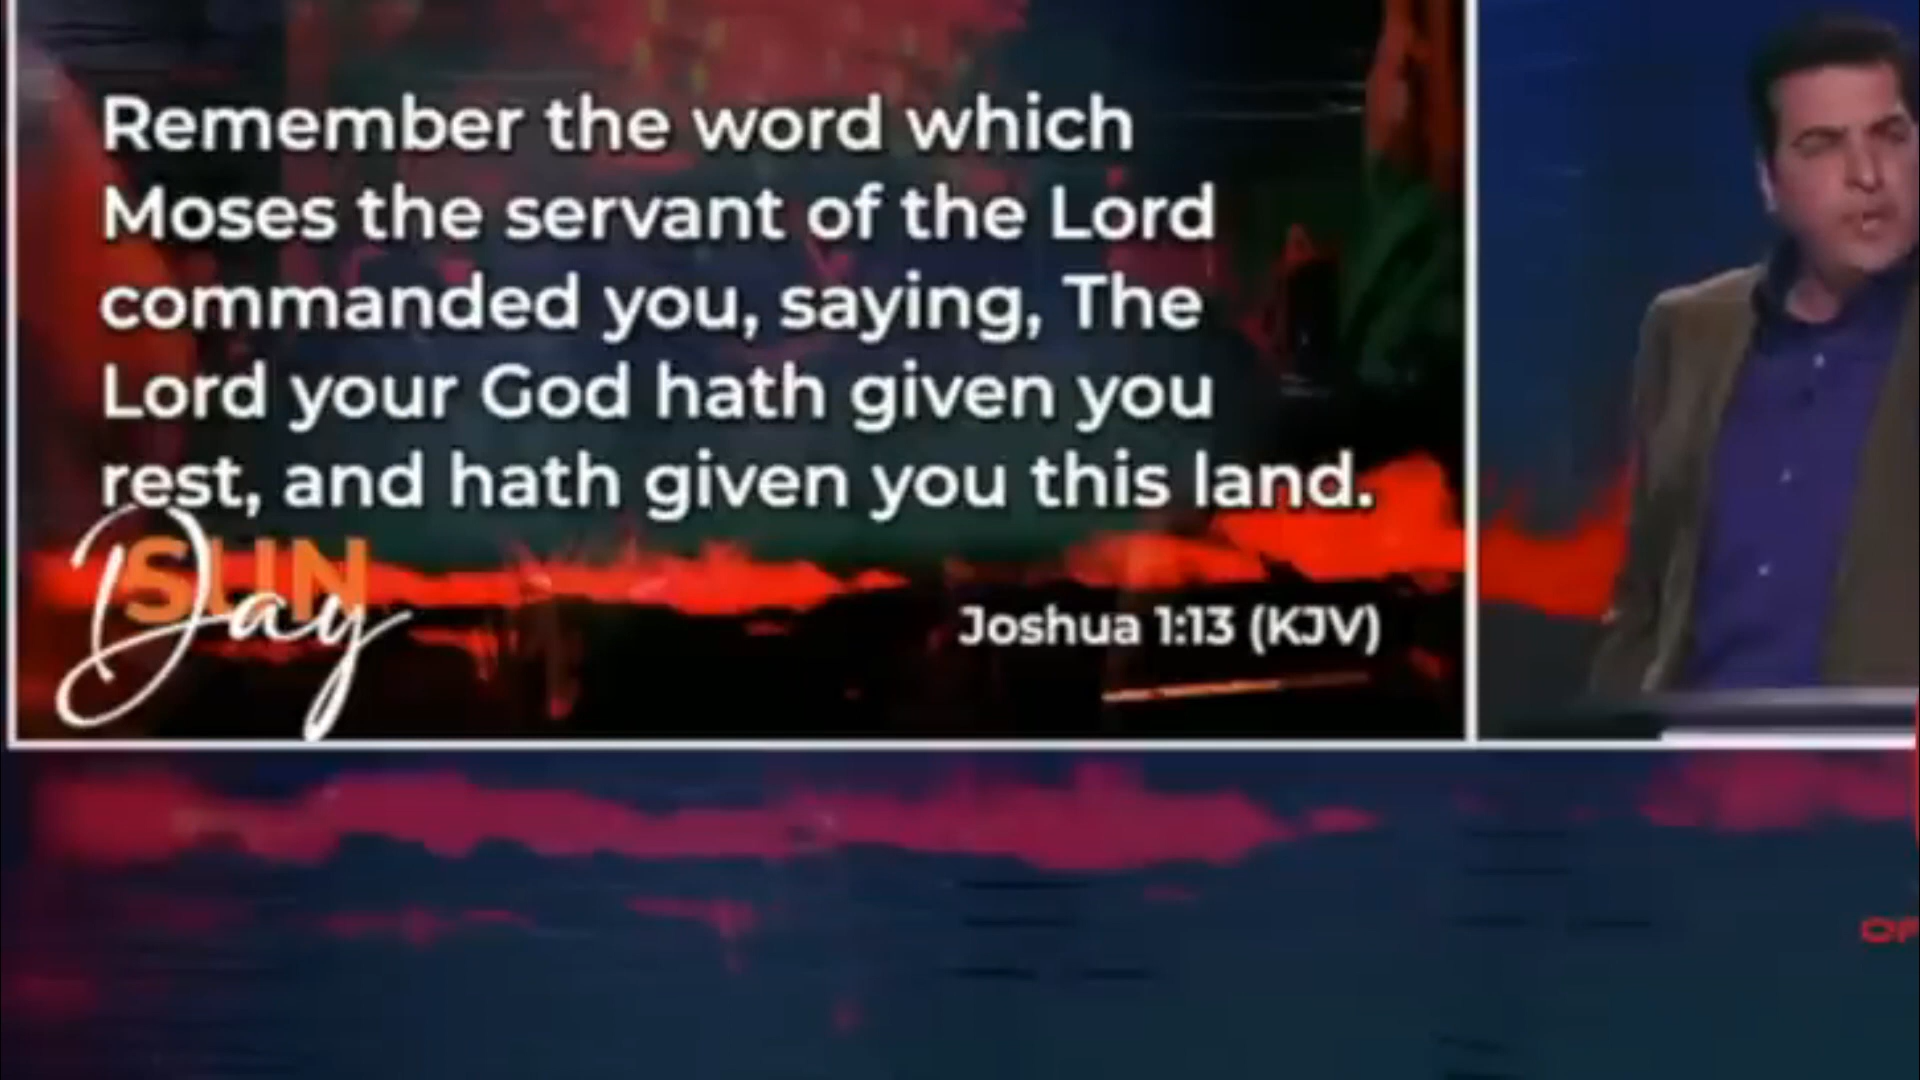 Remember the word which
Moses the servant of the Lord
commanded you, saying, The
Lord your God hath given you
rest, and hath given you this land.
SUN
Day
Joshua 1:13 (KJV)